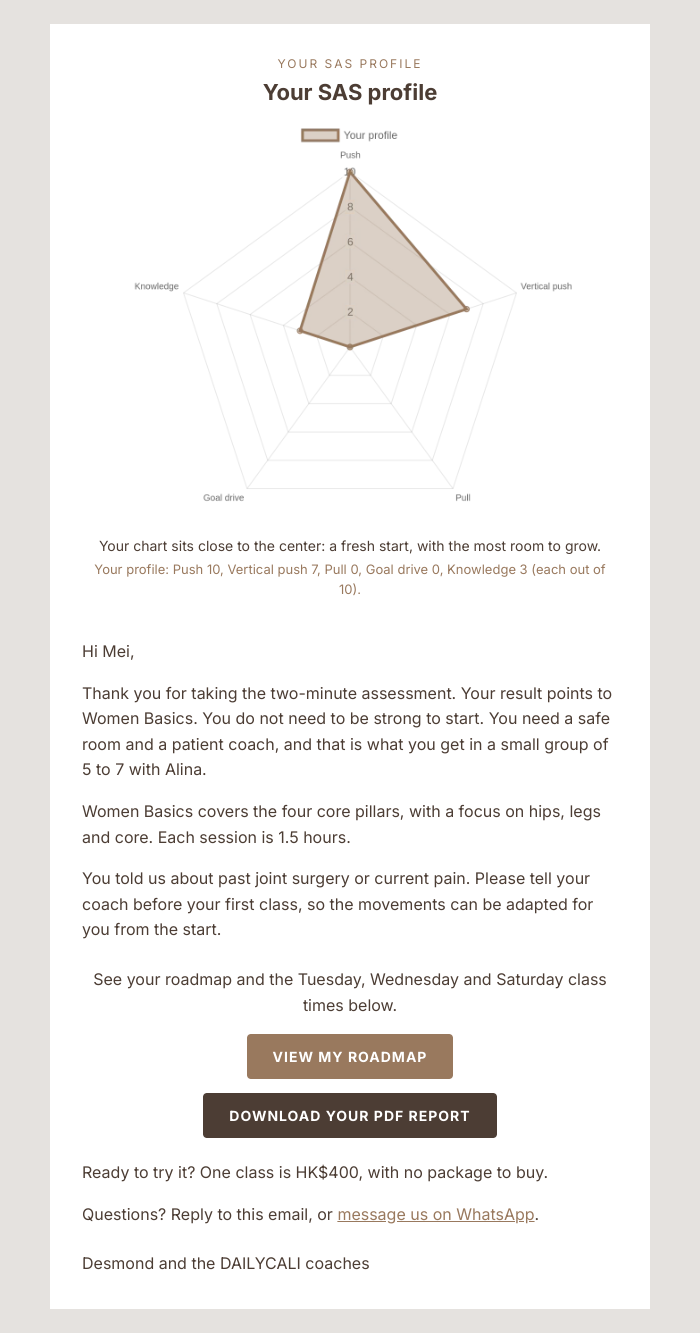 YOUR SAS PROFILE
Your SAS profile
Your profile
Push
10
8
6
4
2
Knowledge
Vertical push
Goal drive
Pull
Your chart sits close to the center: a fresh start, with the most room to grow.
Your profile: Push 10, Vertical push 7, Pull 0, Goal drive 0, Knowledge 3 (each out of
10).
Hi Mei,
Thank you for taking the two-minute assessment. Your result points to
Women Basics. You do not need to be strong to start. You need a safe
room and a patient coach, and that is what you get in a small group of
5 to 7 with Alina.
Women Basics covers the four core pillars, with a focus on hips, legs
and core. Each session is 1.5 hours.
You told us about past joint surgery or current pain. Please tell your
coach before your first class, so the movements can be adapted for
you from the start.
See your roadmap and the Tuesday, Wednesday and Saturday class
times below.
VIEW MY ROADMAP
DOWNLOAD YOUR PDF REPORT
Ready to try it? One class is HK$400, with no package to buy.
Questions? Reply to this email, or message us on WhatsApp.
Desmond and the DAILYCALI coaches